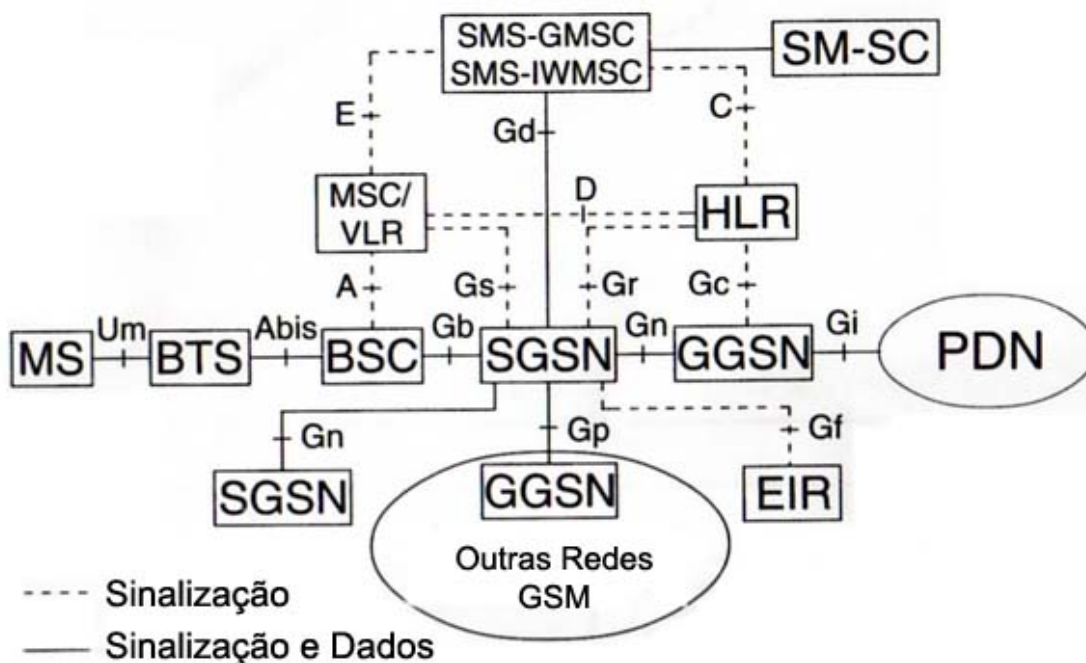 SMS-GMSC
SMS-IWMSC
SM-SC
E
Gd
C
MSC/
VLR
D
HLR
A
Gs
Gr
Gc
MS
Um
BTS
Abis
BSC
Gb
SGSN
Gn
GGSN
Gi
PDN
Gn
Gp
Gf
SGSN
GGSN
EIR
Outras Redes
GSM
Sinalização
Sinalização e Dados